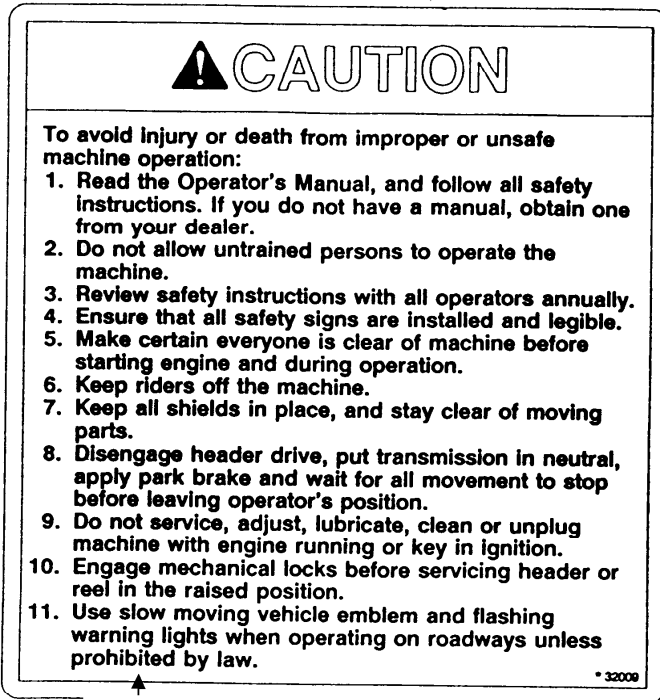 CAUTION
To avoid injury or death from improper or unsafe
machine operation:
1. Read the Operator's Manual, and follow all safety
instructions. If you do not have a manual, obtain one
from your dealer.
2. Do not allow untrained persons to operate the
machine.
3. Review safety instructions with all operators annually.
4. Ensure that all safety signs are installed and legible.
5. Make certain everyone is clear of machine before
starting engine and during operation.
6. Keep riders off the machine.
7. Keep all shields in place, and stay clear of moving
parts.
8. Disengage header drive, put transmission in neutral,
apply park brake and wait for all movement to stop
before leaving operator's position.
9. Do not service, adjust, lubricate, clean or unplug
machine with engine running or key in ignition.
10. Engage mechanical locks before servicing header or
reel in the raised position.
11. Use slow moving vehicle emblem and flashing
warning lights when operating on roadways unless
prohibited by law.
* 32009